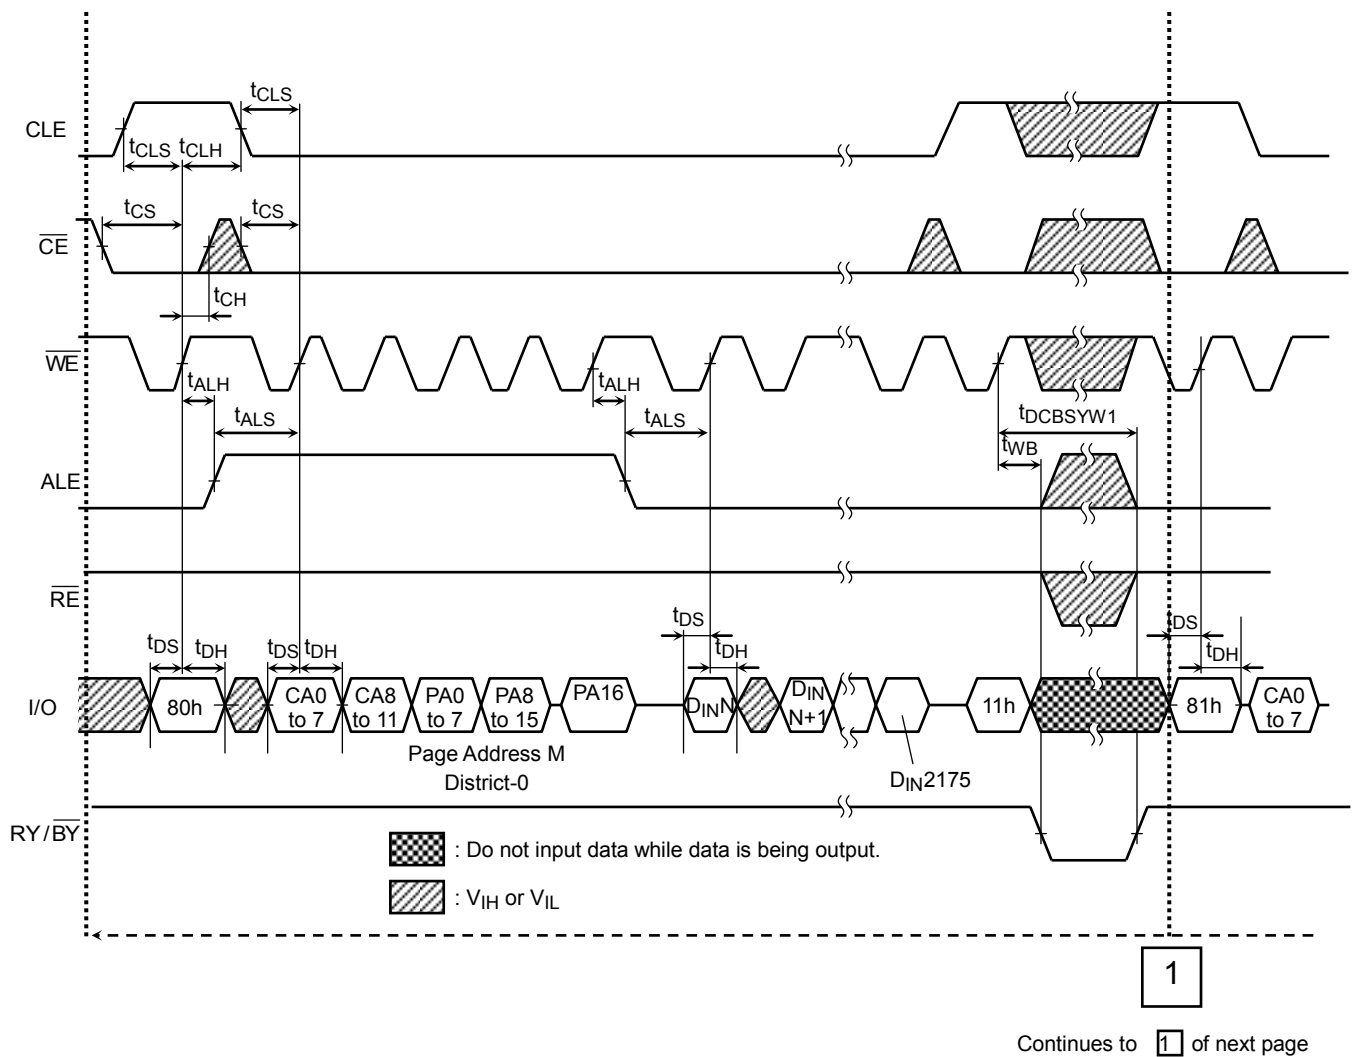 tCLS
CLE
tCLS tCLH
tCS tCS
CE
tCH
WE
tALH tALH
tALS tALS tDCBSYW1
tWB
ALE
RE
tDS tDH tDS tDH tDS tDH DS tDH
I/O 80h CA0 to 7 CA8 to 11 PA0 to 7 PA8 to 15 PA16 DINN DIN N+1 11h 81h CA0 to 7
Page Address M
District-0
DIN2175
RY/BY
: Do not input data while data is being output.
: VIH or VIL
1
Continues to 1 of next page